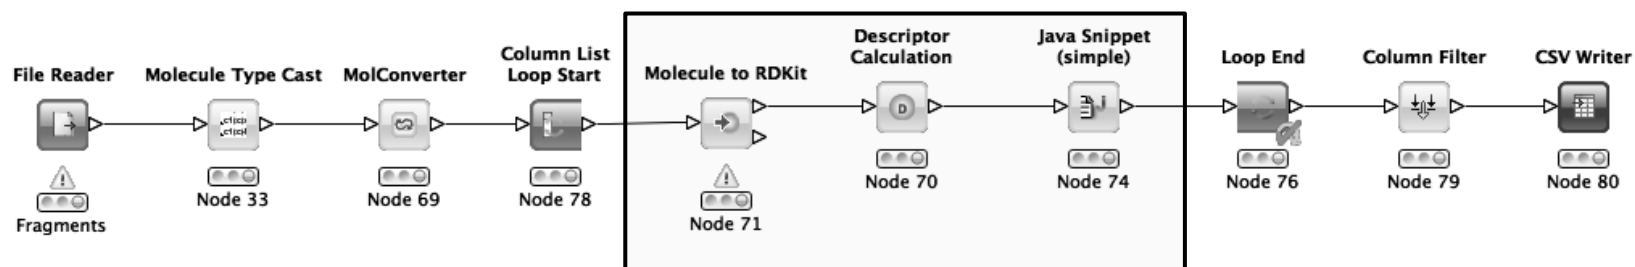 File Reader
Fragments
Molecule Type Cast
Node 33
MolConverter
Node 69
Column List
Loop Start
Node 78
Molecule to RDKit
Node 71
Descriptor
Calculation
D
Node 70
Java Snippet
(simple)
J
Node 74
Loop End
Node 76
Column Filter
Node 79
CSV Writer
Node 80